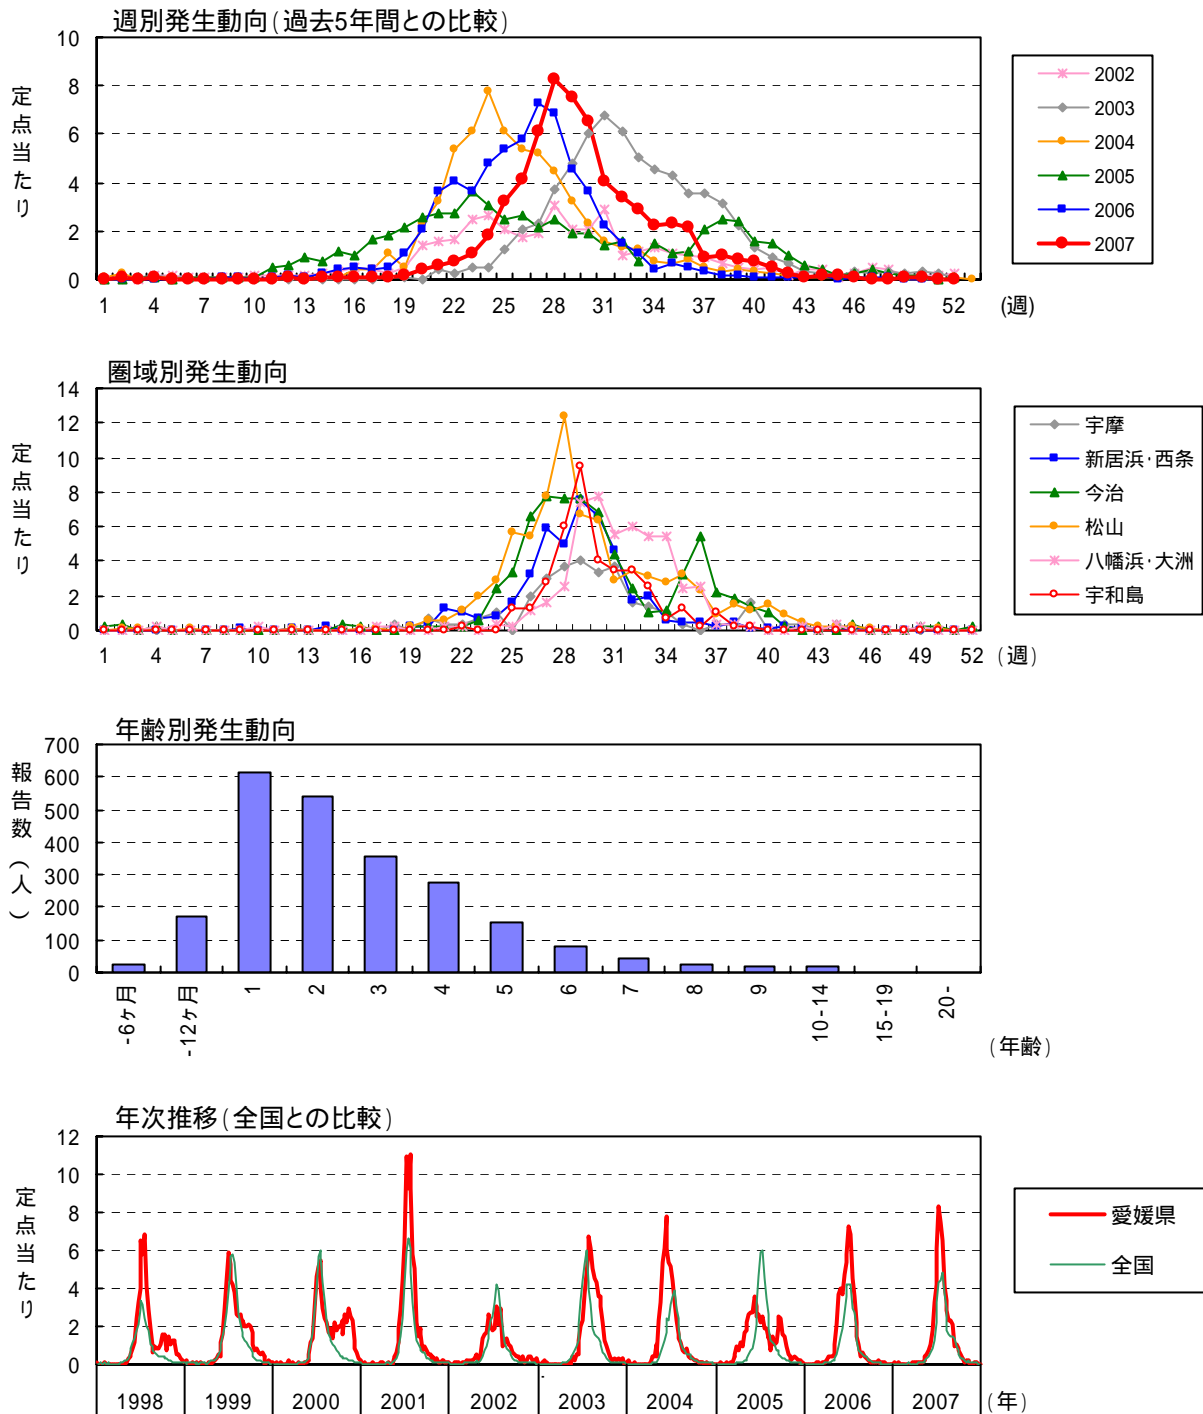 週別発生動向(過去5年間との比較)
定点当たり
10
8
6
4
2
0
1 4 7 10 13 16 19 22 25 28 31 34 37 40 43 46 49 52 (週)
2002
2003
2004
2005
2006
2007
圏域別発生動向
定点当たり
14
12
10
8
6
4
2
0
1 4 7 10 13 16 19 22 25 28 31 34 37 40 43 46 49 52 (週)
宇摩
新居浜・西条
今治
松山
八幡浜・大洲
宇和島
年齢別発生動向
報告数(人)
700
600
500
400
300
200
100
0
-6ヶ月 -12ヶ月 1 2 3 4 5 6 7 8 9 10-14 15-19 20-
(年齢)
年次推移(全国との比較)
定点当たり
12
10
8
6
4
2
0
1998 1999 2000 2001 2002 2003 2004 2005 2006 2007 (年)
愛媛県
全国